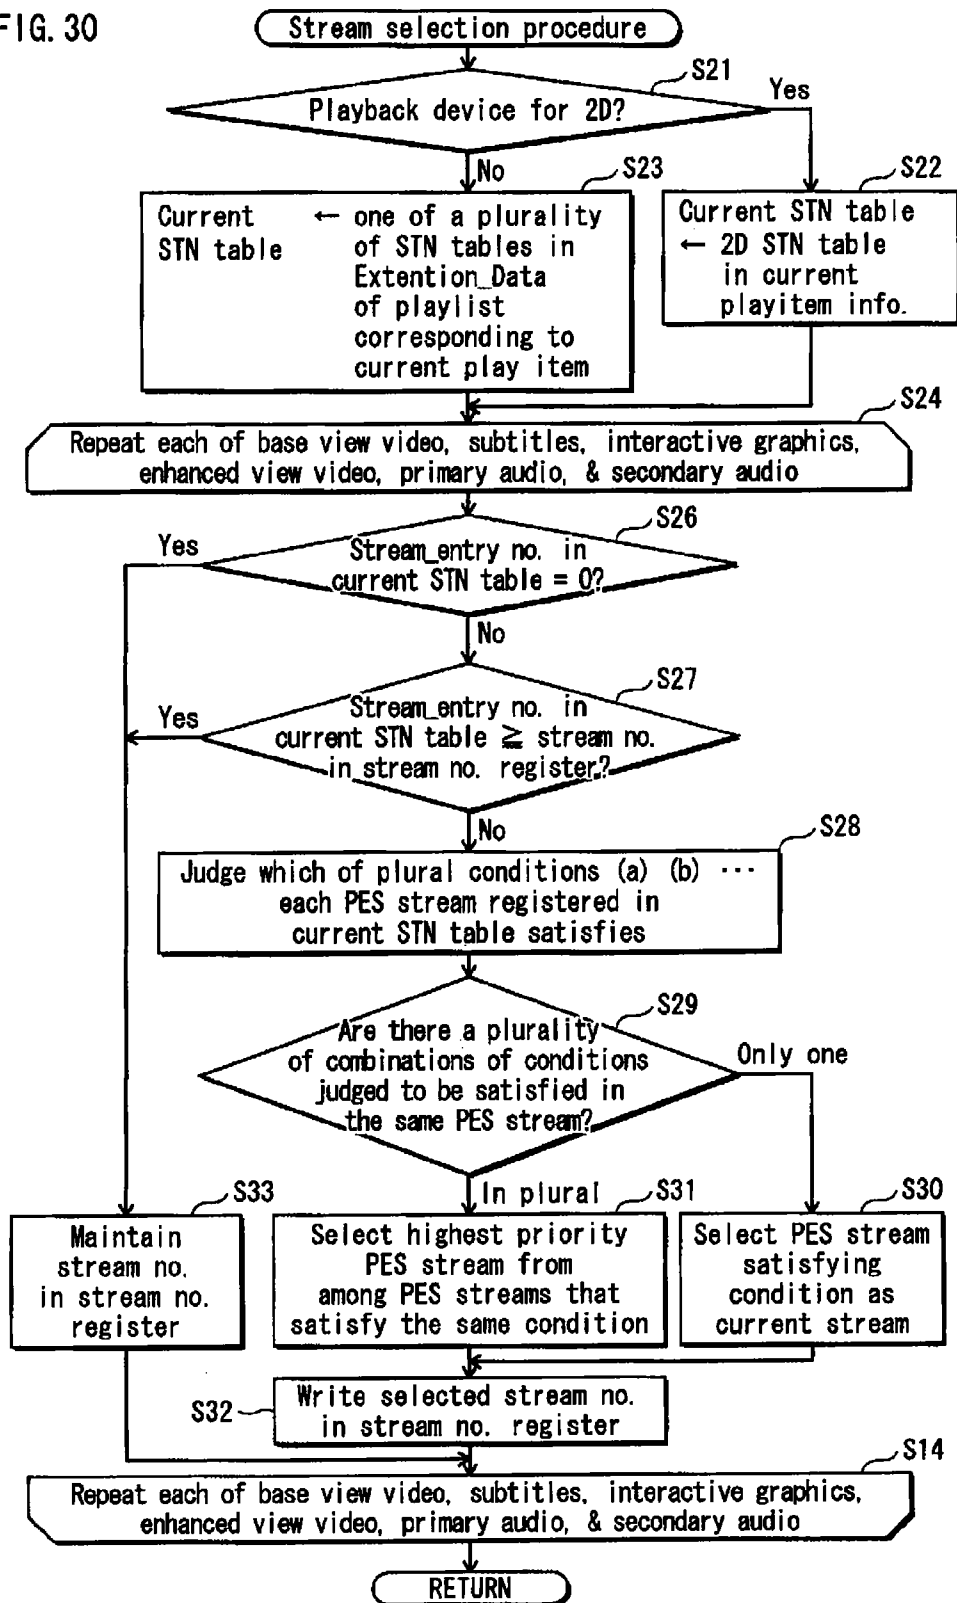 FIG. 30
Stream selection procedure
S21
Playback device for 2D?
Yes
No
S23
S22
Current ← one of a plurality
STN table of STN tables in
Extention_Data
of playlist
corresponding to
current play item
Current STN table
← 2D STN table
in current
playitem info.
S24
Repeat each of base view video, subtitles, interactive graphics,
enhanced view video, primary audio, & secondary audio
S26
Yes
Stream_entry no. in
current STN table = 0?
No
S27
Yes
Stream_entry no. in
current STN table ≧ stream no.
in stream no. register?
No
S28
Judge which of plural conditions (a) (b) ···
each PES stream registered in
current STN table satisfies
S29
Are there a plurality
of combinations of conditions
judged to be satisfied in
the same PES stream?
Only one
In plural
S33
S31
S30
Maintain
stream no.
in stream no.
register
Select highest priority
PES stream from
among PES streams that
satisfy the same condition
Select PES stream
satisfying
condition as
current stream
S32
Write selected stream no.
in stream no. register
S14
Repeat each of base view video, subtitles, interactive graphics,
enhanced view video, primary audio, & secondary audio
RETURN